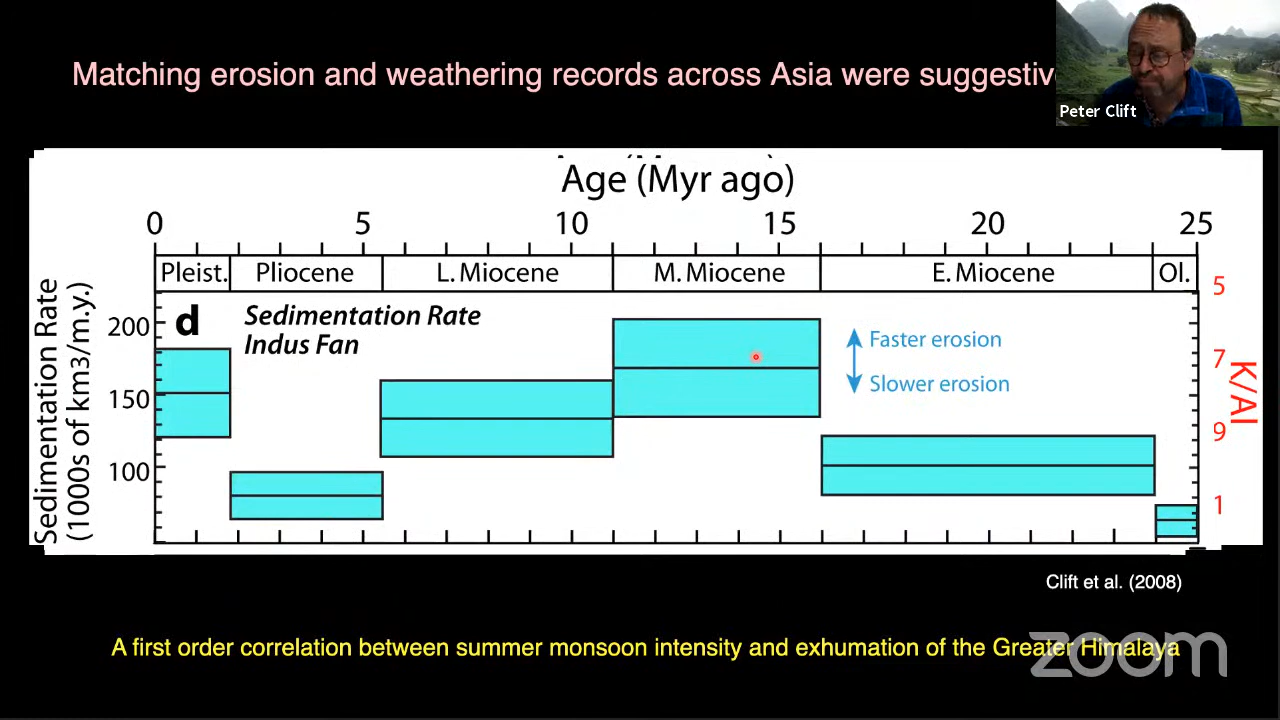 Matching erosion and weathering records across Asia were suggestiv
Peter Clift
Age (Myr ago)
0 5 10 15 20 25
Pleist. Pliocene L. Miocene M. Miocene E. Miocene Ol.
d Sedimentation Rate
Indus Fan
Faster erosion
Slower erosion
Sedimentation Rate
(1000s of km3/m.y.)
200
150
100
5
7
9
1
K/Al
Clift et al. (2008)
A first order correlation between summer monsoon intensity and exhumation of the Greater Himalaya
zoom